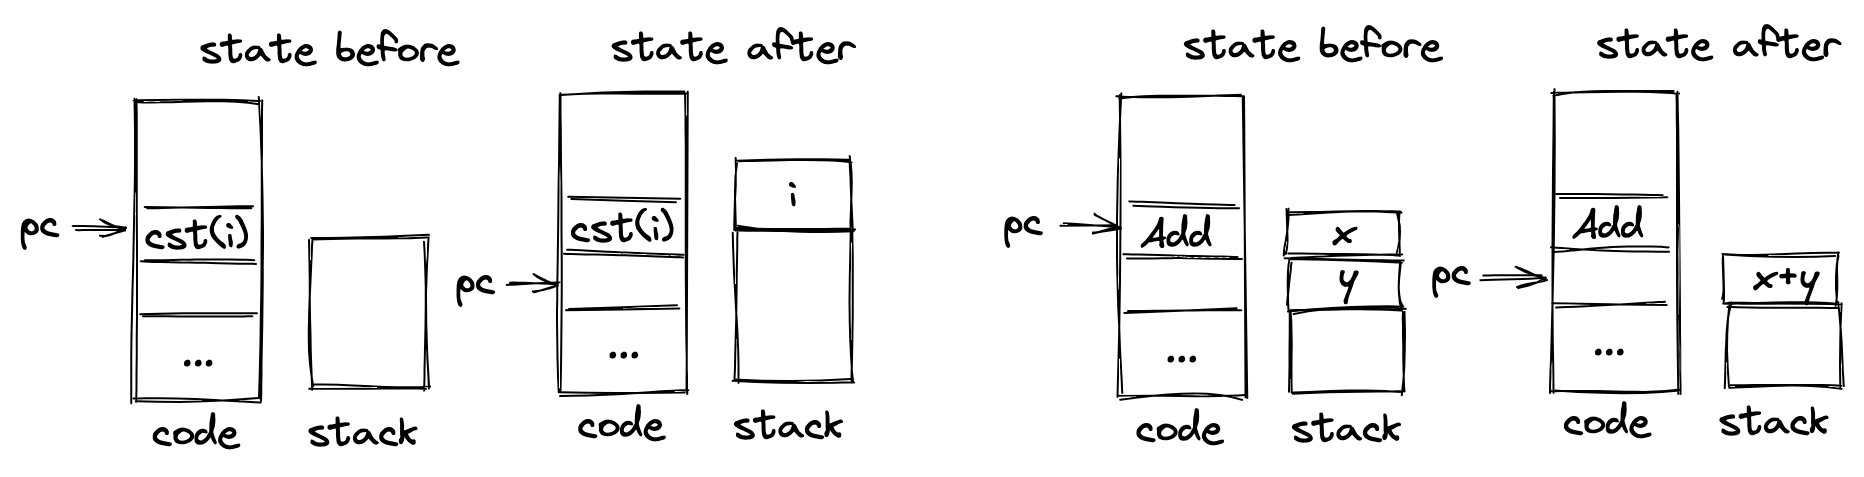 state before
state after
pc
cst(i)
...
code
stack
pc
cst(i)
...
code
i
stack
state before
state after
pc
Add
...
code
x
y
stack
pc
Add
...
code
x+y
stack